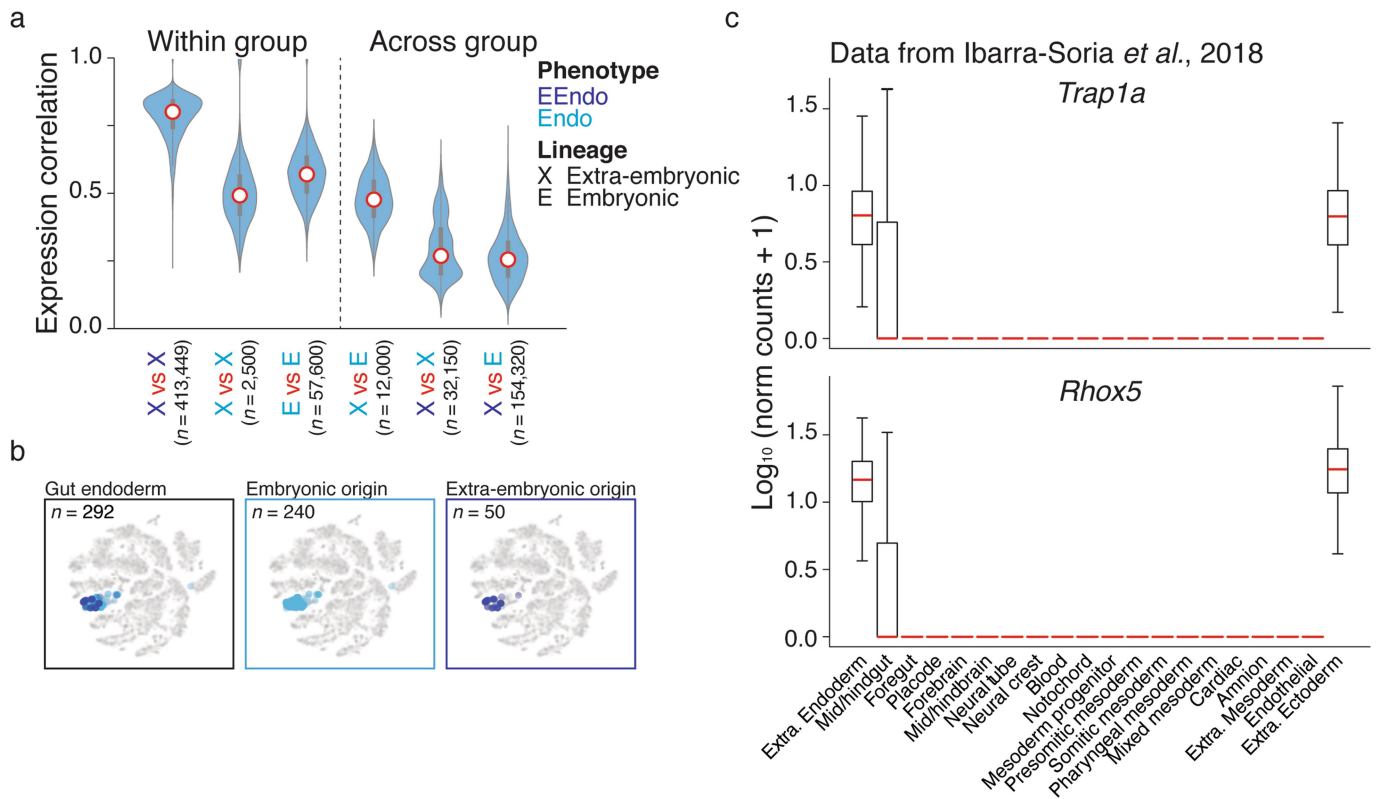 a
Within group
Across group
Expression correlation
1.0
0.5
0.0
Phenotype
EEndo
Endo
Lineage
X Extra-embryonic
E Embryonic
X vs X
(n = 413,449)
X vs X
(n = 2,500)
E vs E
(n = 57,600)
X vs E
(n = 12,000)
X vs X
(n = 32,150)
X vs E
(n = 154,320)
b
Gut endoderm
n = 292
Embryonic origin
n = 240
Extra-embryonic origin
n = 50
c
Data from Ibarra-Soria et al., 2018
Trap1a
Log10 (norm counts + 1)
1.5
1.0
0.5
0.0
Rhox5
1.5
1.0
0.5
0.0
Extra. Endoderm
Mid/hindgut
Foregut
Placode
Forebrain
Mid/hindbrain
Neural tube
Neural crest
Blood
Notochord
Mesoderm progenitor
Presomitic mesoderm
Somitic mesoderm
Pharyngeal mesoderm
Mixed mesoderm
Cardiac
Amnion
Extra. Mesoderm
Endothelial
Extra. Ectoderm